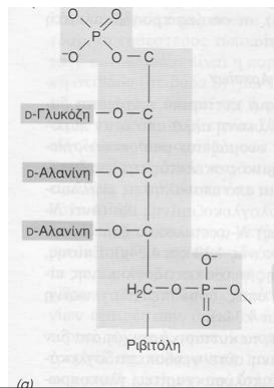 O O
P
⁻O O—C
D-Γλυκόζη —O—C
D-Αλανίνη —O—C
D-Αλανίνη —O—C
O⁻
H₂C—O—P—O
O
Ριβιτόλη
(α)